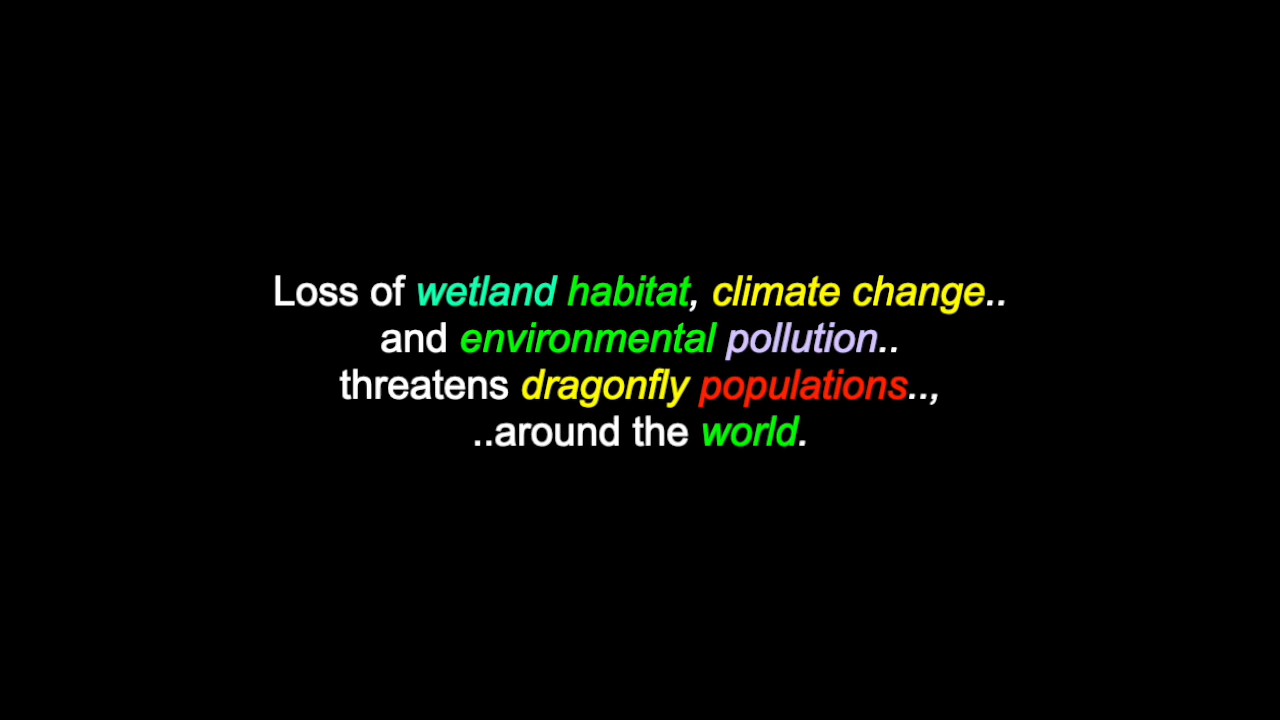 Loss of wetland habitat, climate change..
and environmental pollution..
threatens dragonfly populations..,
..around the world.